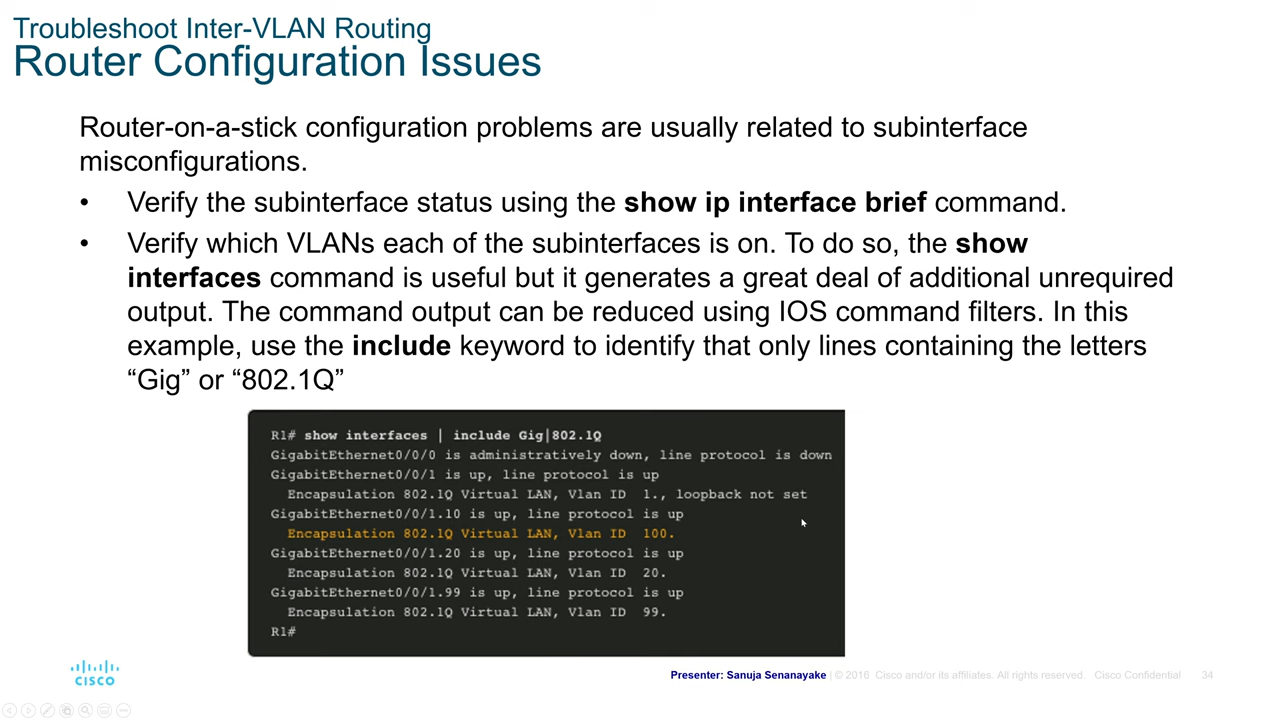 Troubleshoot Inter-VLAN Routing
Router Configuration Issues
Router-on-a-stick configuration problems are usually related to subinterface
misconfigurations.
• Verify the subinterface status using the show ip interface brief command.
• Verify which VLANs each of the subinterfaces is on. To do so, the show
interfaces command is useful but it generates a great deal of additional unrequired
output. The command output can be reduced using IOS command filters. In this
example, use the include keyword to identify that only lines containing the letters
“Gig” or “802.1Q”
R1# show interfaces | include Gig|802.1Q
GigabitEthernet0/0/0 is administratively down, line protocol is down
GigabitEthernet0/0/1 is up, line protocol is up
Encapsulation 802.1Q Virtual LAN, Vlan ID 1., loopback not set
GigabitEthernet0/0/1.10 is up, line protocol is up
Encapsulation 802.1Q Virtual LAN, Vlan ID 100.
GigabitEthernet0/0/1.20 is up, line protocol is up
Encapsulation 802.1Q Virtual LAN, Vlan ID 20.
GigabitEthernet0/0/1.99 is up, line protocol is up
Encapsulation 802.1Q Virtual LAN, Vlan ID 99.
R1#
CISCO
Presenter: Sanuja Senanayake | © 2016 Cisco and/or its affiliates. All rights reserved. Cisco Confidential 34